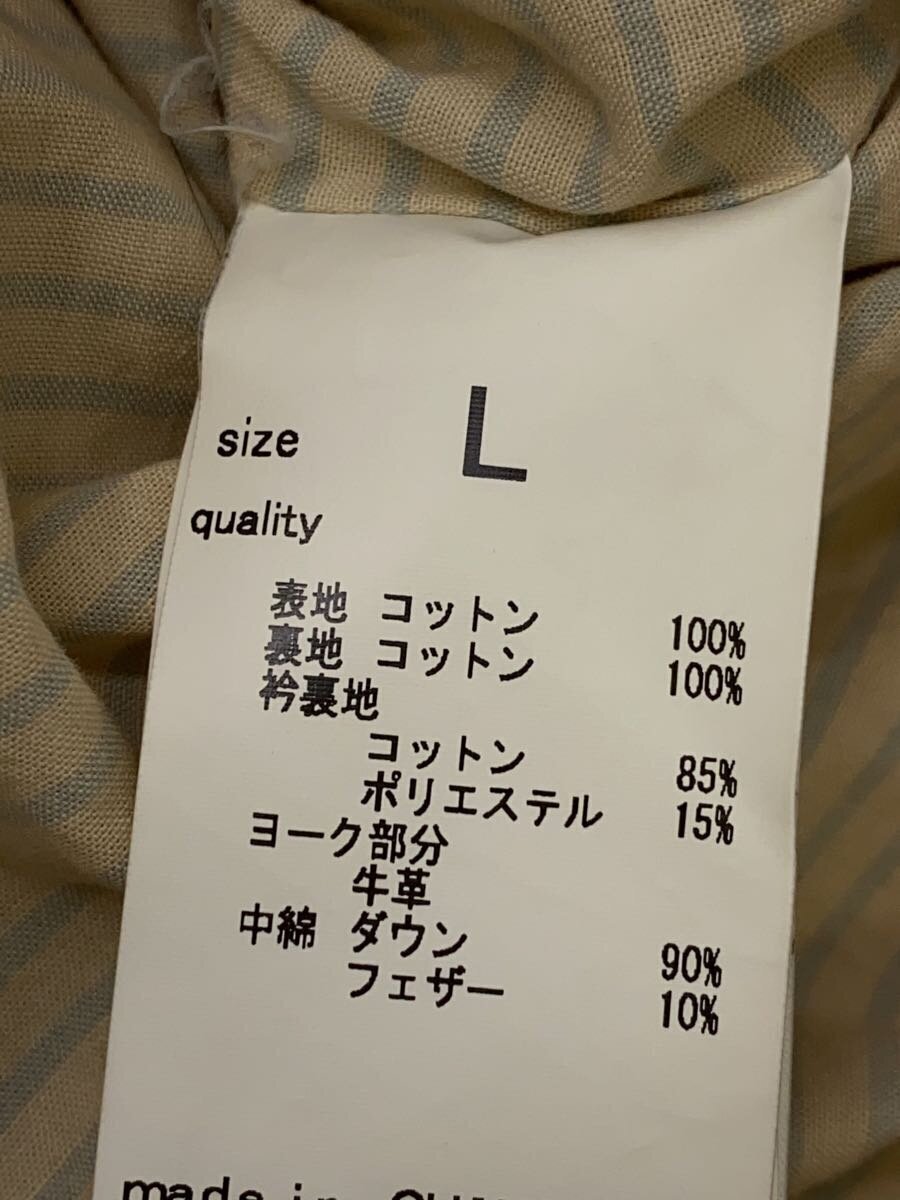 size L
quality
表地 コットン 100%
裏地 コットン 100%
衿裏地
コットン 85%
ポリエステル 15%
ヨーク部分
牛革
中綿 ダウン 90%
フェザー 10%
made in